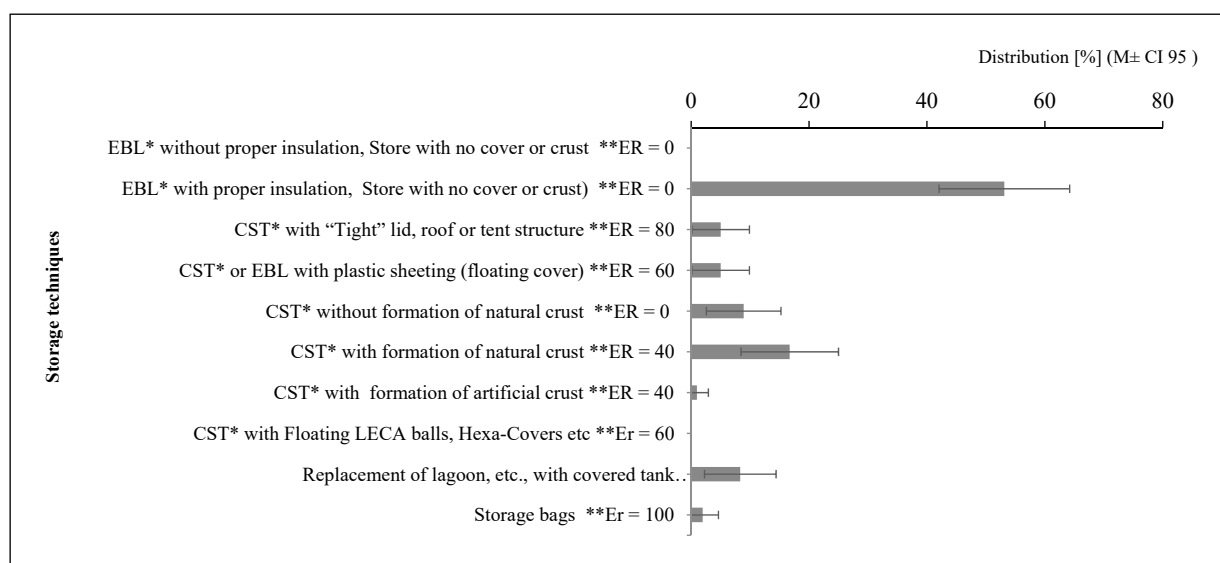 Distribution [%] (M± CI 95 )
0 20 40 60 80
EBL* without proper insulation, Store with no cover or crust **ER = 0
EBL* with proper insulation, Store with no cover or crust) **ER = 0
CST* with “Tight” lid, roof or tent structure **ER = 80
CST* or EBL with plastic sheeting (floating cover) **ER = 60
CST* without formation of natural crust **ER = 0
CST* with formation of natural crust **ER = 40
CST* with formation of artificial crust **ER = 40
CST* with Floating LECA balls, Hexa-Covers etc **Er = 60
Replacement of lagoon, etc., with covered tank..
Storage bags **Er = 100
Storage techniques